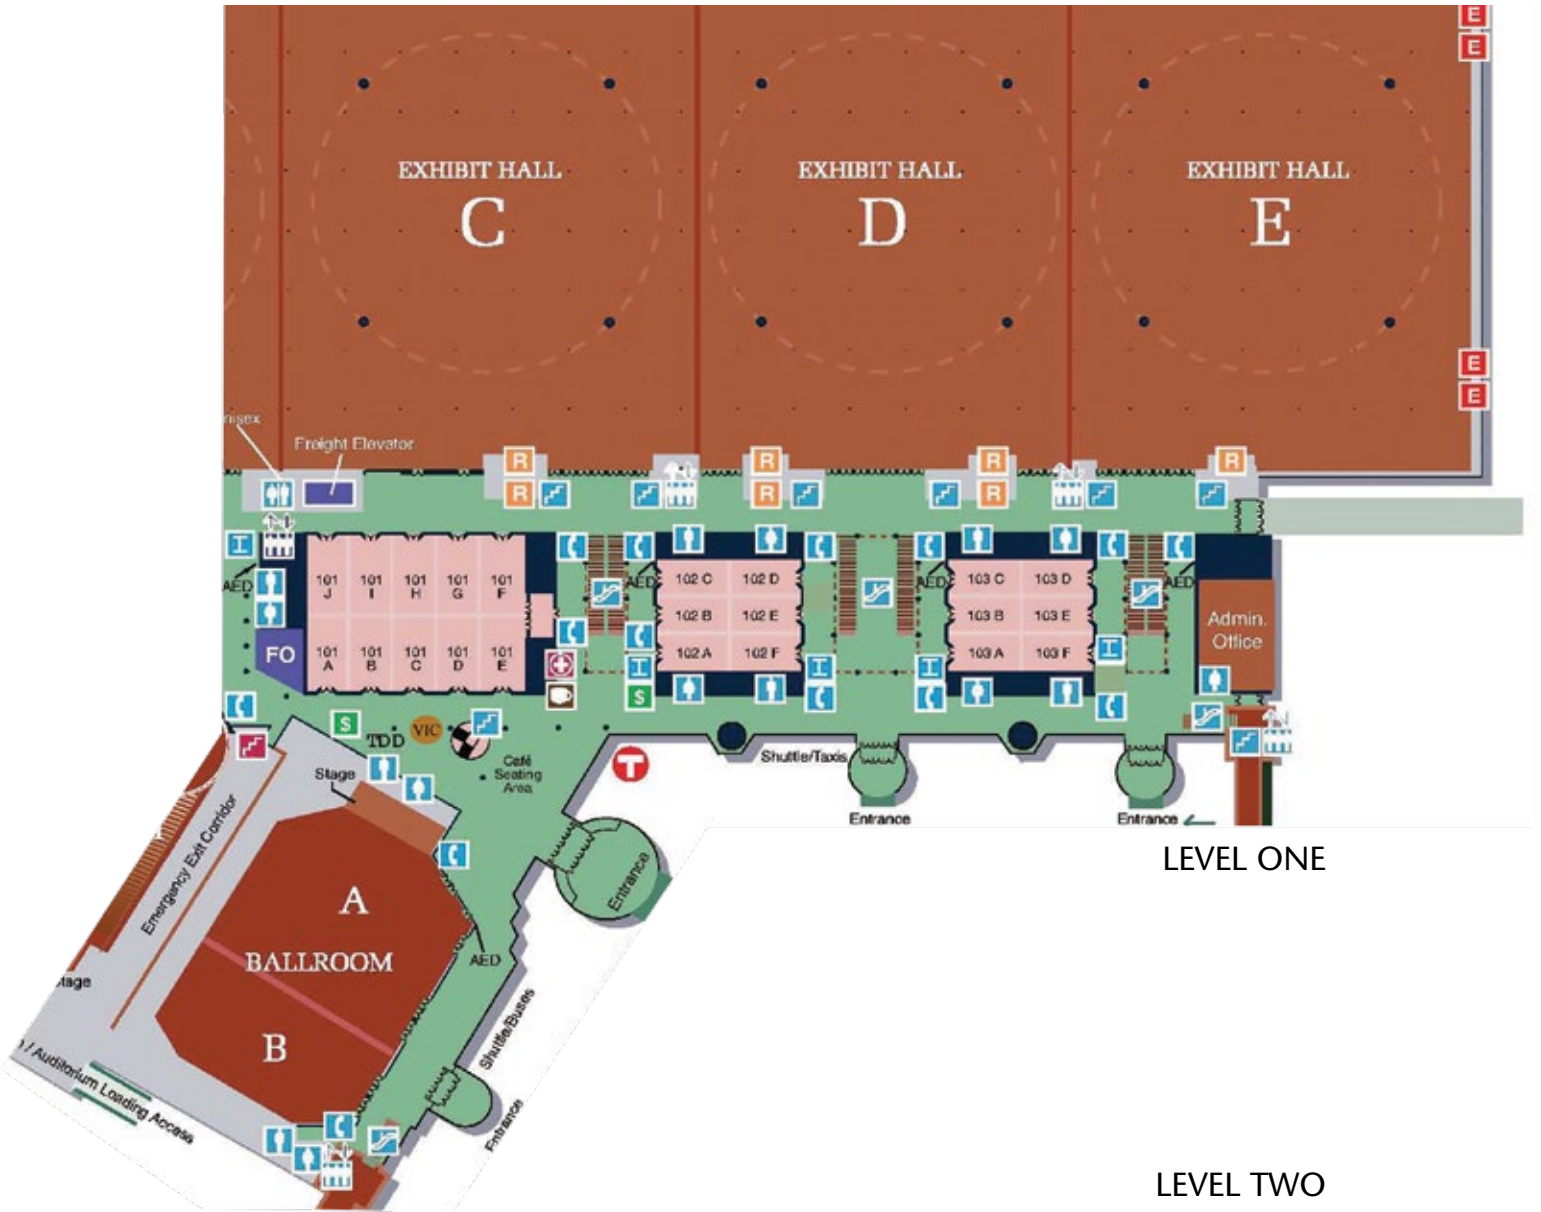 EXHIBIT HALL
C
EXHIBIT HALL
D
EXHIBIT HALL
E
E
E
E
E
nisex
Freight Elevator
R
R
R
R
R
R
R
AED
FO
101 J
101 I
101 H
101 G
101 F
101 A
101 B
101 C
101 D
101 E
AED
102 C
102 D
102 B
102 E
102 A
102 F
AED
103 C
103 D
103 B
103 E
103 A
103 F
AED
Admin.
Office
I
I
I
I
I
S
S
TDD
VIC
Café
Seating
Area
T
Shuttle/Taxis
Entrance
Entrance
Stage
Emergency Exit Corridor
Entrance
A
BALLROOM
B
AED
Shuttle/Buses
Entrance
tage
/ Auditorium Loading Access
LEVEL ONE
LEVEL TWO